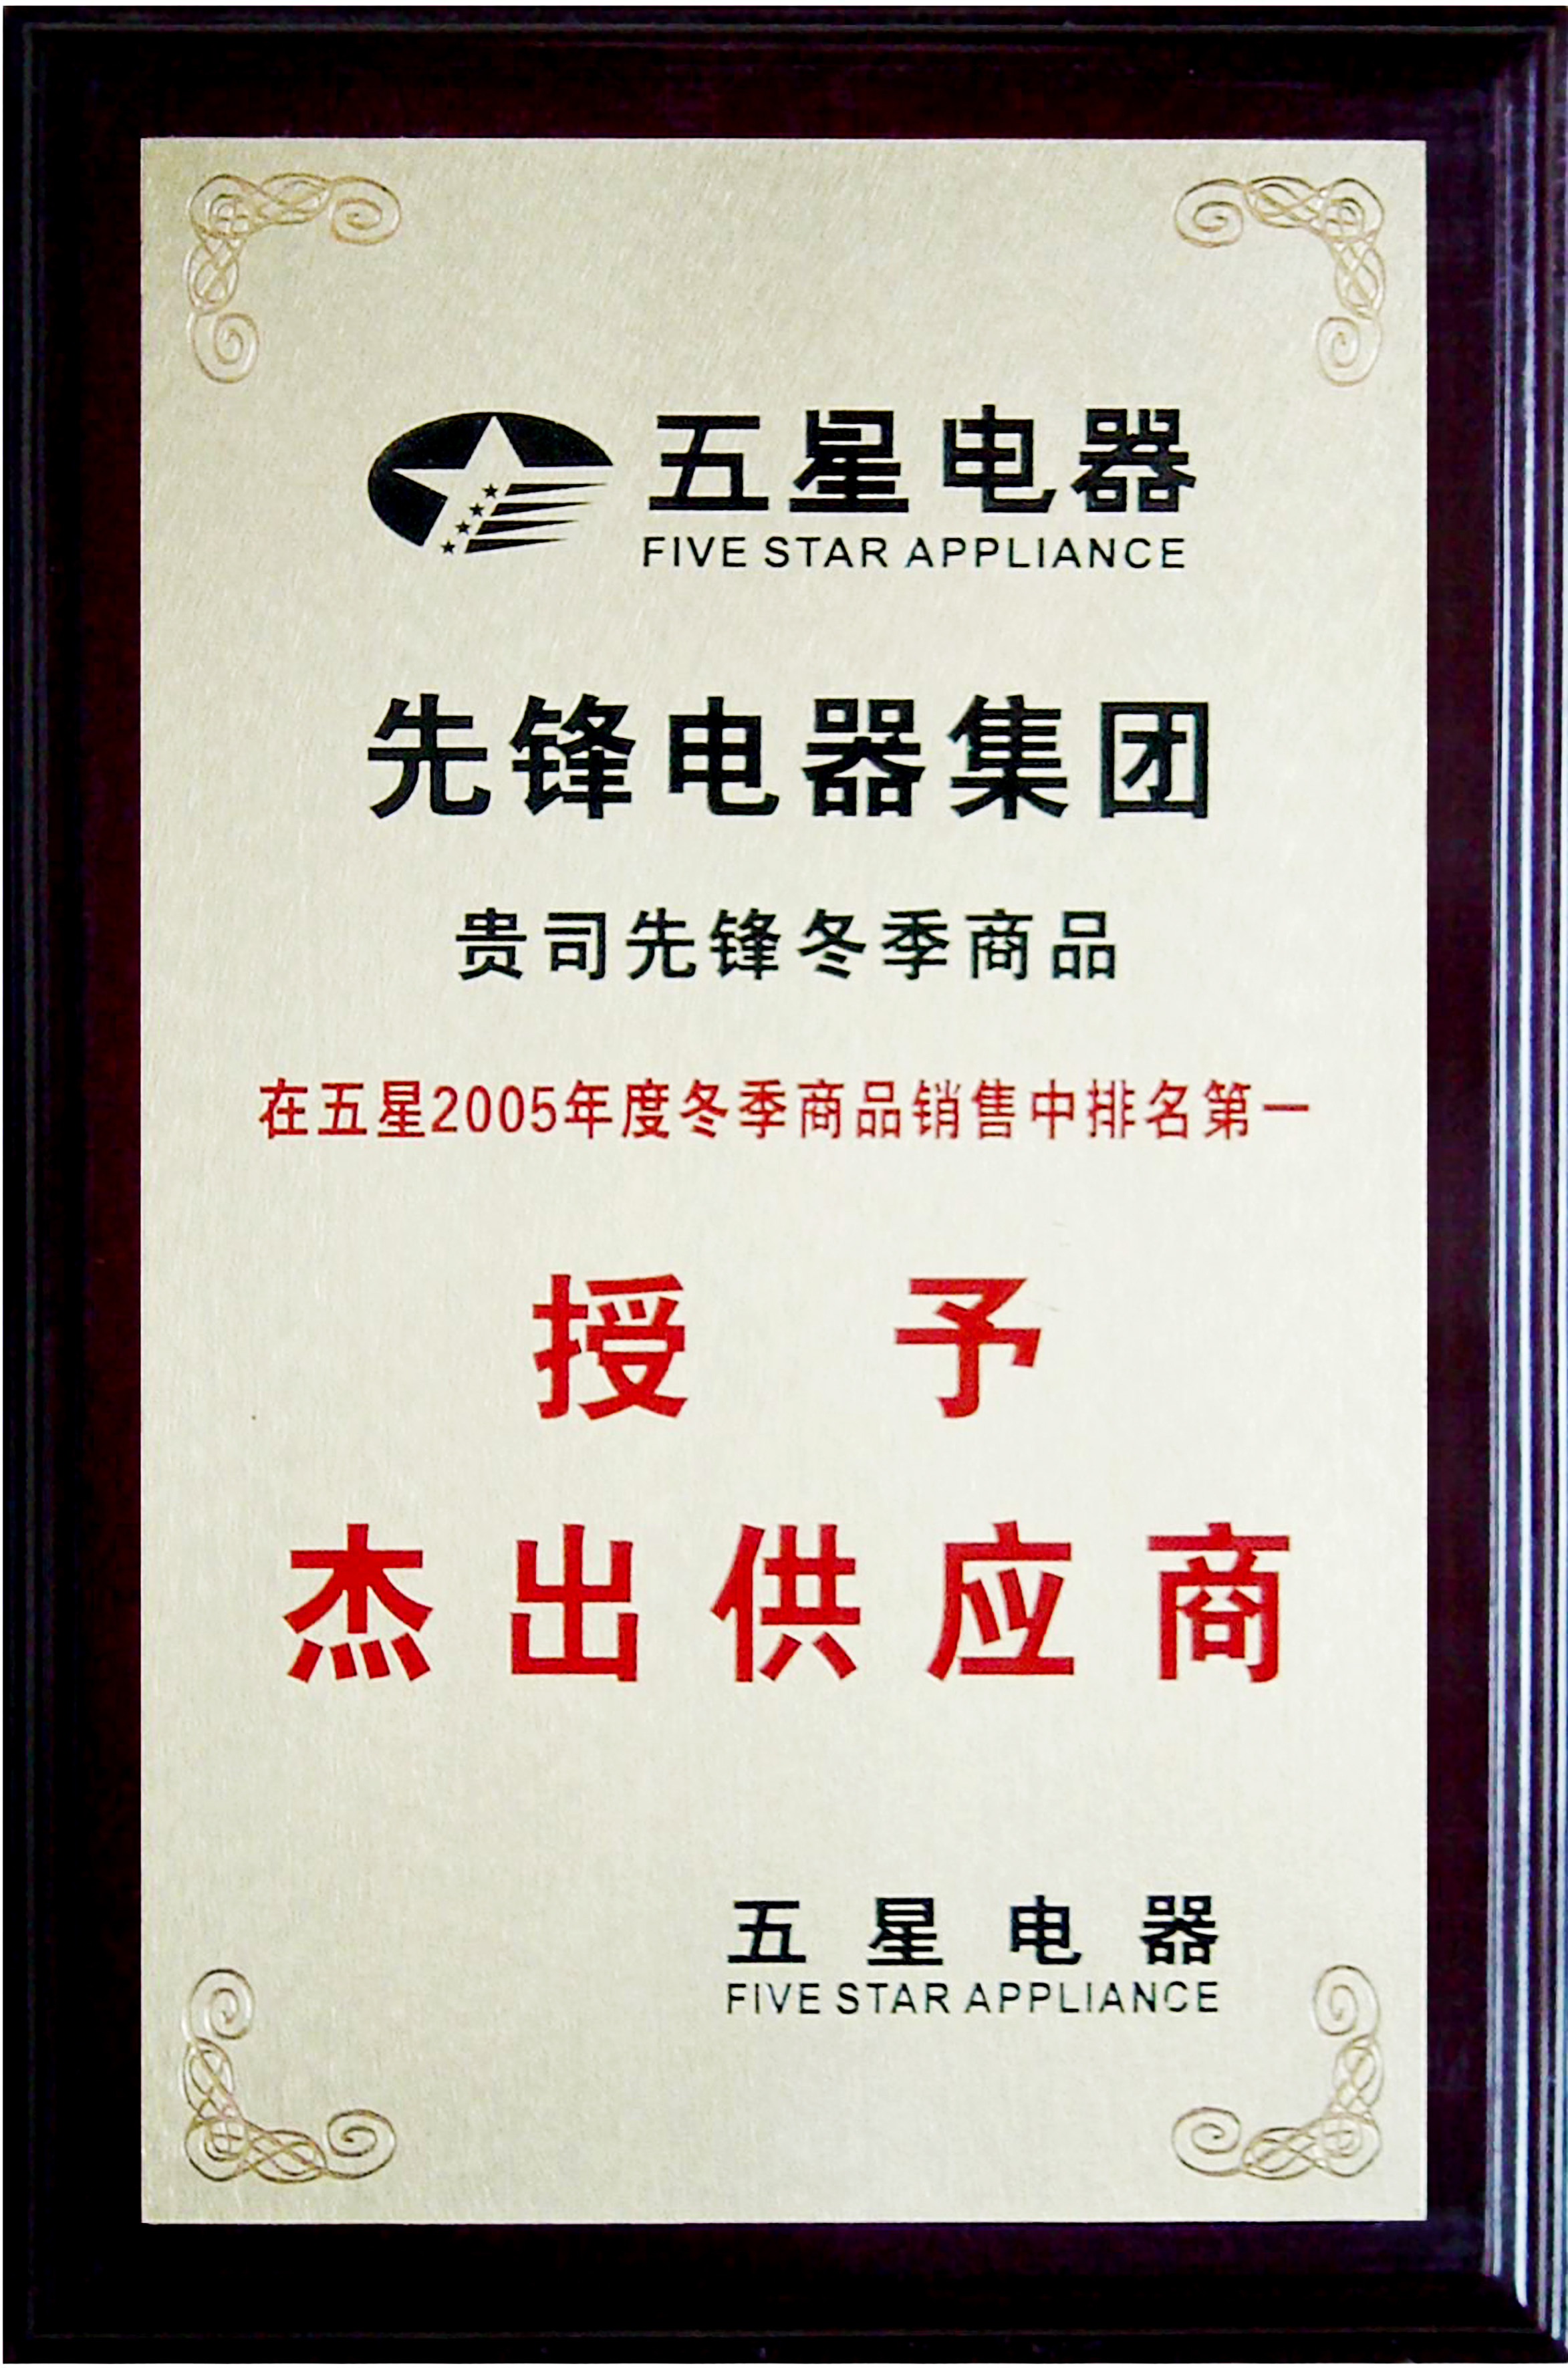 五星电器
FIVE STAR APPLIANCE
先锋电器集团
贵司先锋冬季商品
在五星2005年度冬季商品销售中排名第一
授 予
杰出供应商
五星电器
FIVE STAR APPLIANCE